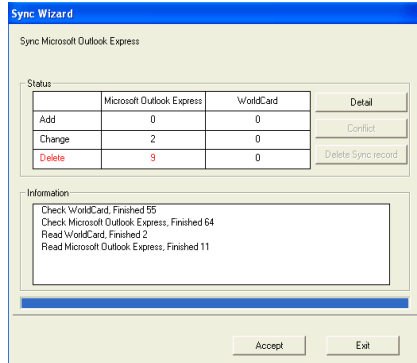 Sync Wizard
Sync Microsoft Outlook Express
Status
Microsoft Outlook Express WorldCard
Add 0 0
Change 2 0
Delete 9 0
Detail
Conflict
Delete Sync record
Information
Check WorldCard, Finished 55
Check Microsoft Outlook Express, Finished 64
Read WorldCard, Finished 2
Read Microsoft Outlook Express, Finished 11
Accept Exit